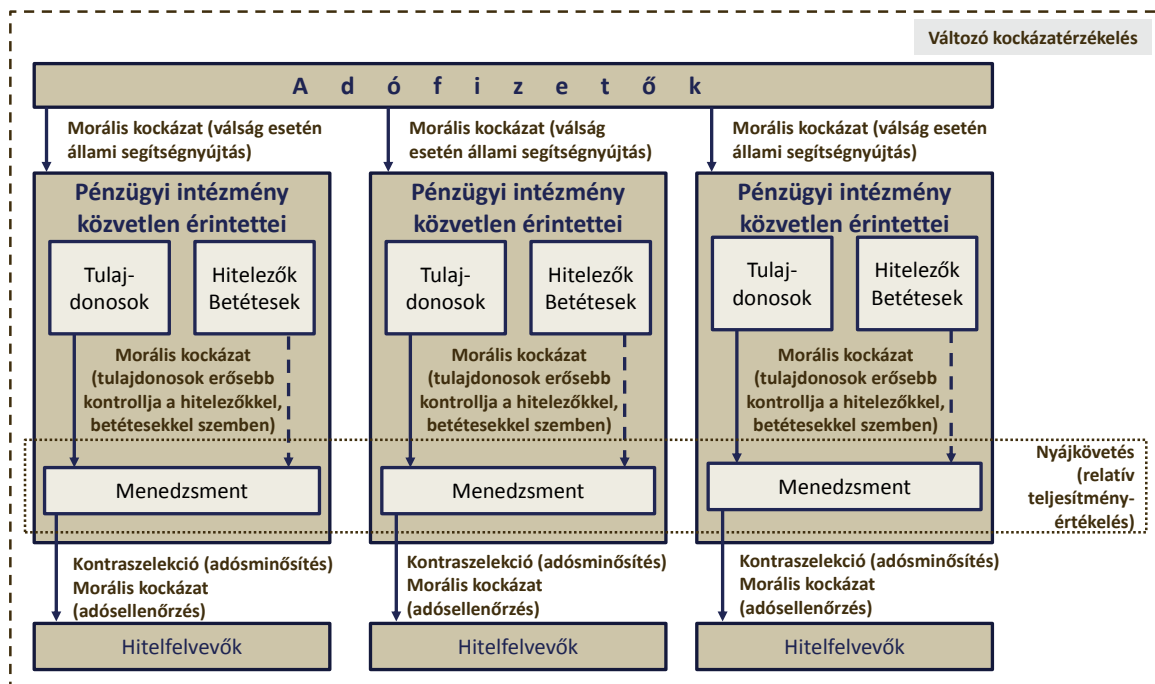 Változó kockázatérzékelés
A d ó f i z e t ő k
Morális kockázat (válság esetén
állami segítségnyújtás)
Morális kockázat (válság
esetén állami segítségnyújtás)
Morális kockázat (válság esetén
állami segítségnyújtás)
Pénzügyi intézmény
közvetlen érintettei
Pénzügyi intézmény
közvetlen érintettei
Pénzügyi intézmény
közvetlen érintettei
Tulaj-
donosok
Hitelezők
Betétesek
Tulaj-
donosok
Hitelezők
Betétesek
Tulaj-
donosok
Hitelezők
Betétesek
Morális kockázat
(tulajdonosok erősebb
kontrollja a hitelezőkkel,
betétesekkel szemben)
Morális kockázat
(tulajdonosok erősebb
kontrollja a hitelezőkkel,
betétesekkel szemben)
Morális kockázat
(tulajdonosok erősebb
kontrollja a hitelezőkkel,
betétesekkel szemben)
Menedzsment
Menedzsment
Menedzsment
Nyájkövetés
(relatív
teljesítmény-
értékelés)
Kontraszelekció (adósminősítés)
Morális kockázat
(adósellenőrzés)
Kontraszelekció (adósminősítés)
Morális kockázat
(adósellenőrzés)
Kontraszelekció (adósminősítés)
Morális kockázat
(adósellenőrzés)
Hitelfelvevők
Hitelfelvevők
Hitelfelvevők